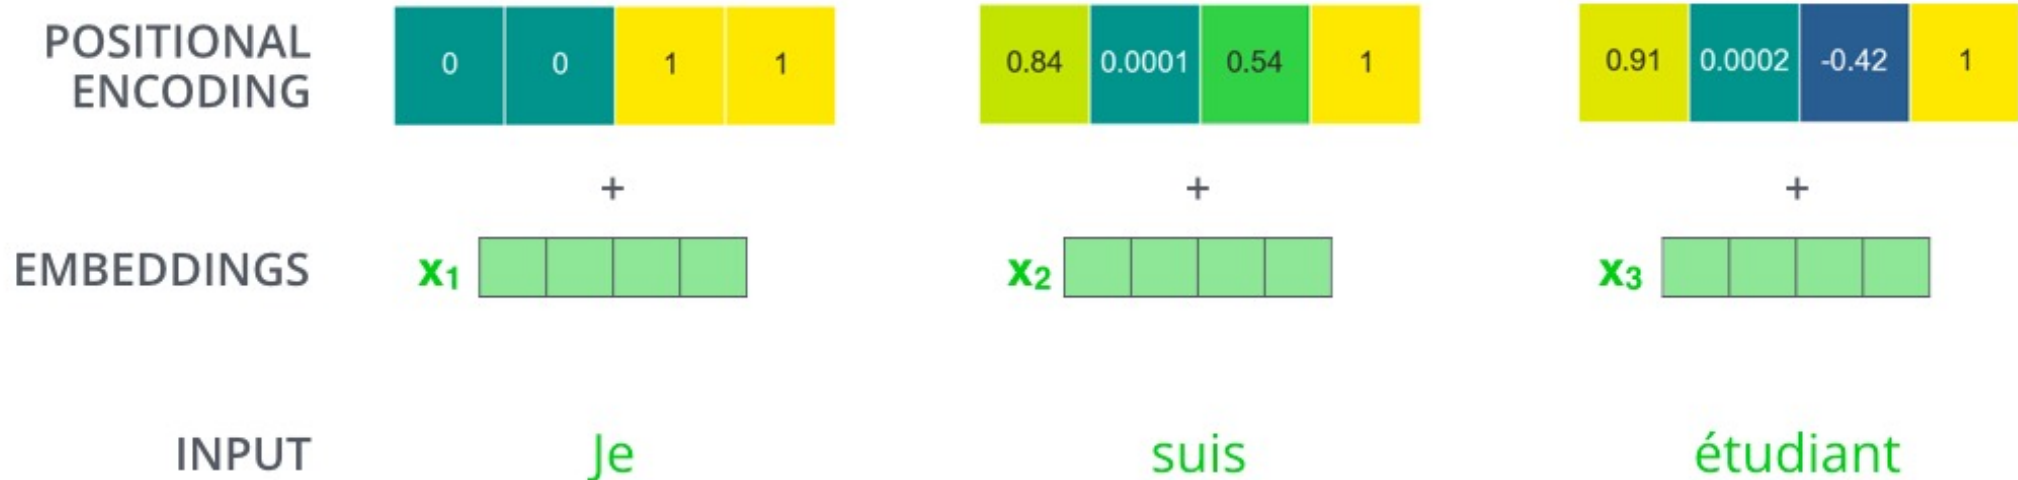 POSITIONAL
ENCODING
0 0 1 1
0.84 0.0001 0.54 1
0.91 0.0002 -0.42 1
+ + +
EMBEDDINGS
x1 x2 x3
INPUT
Je suis étudiant